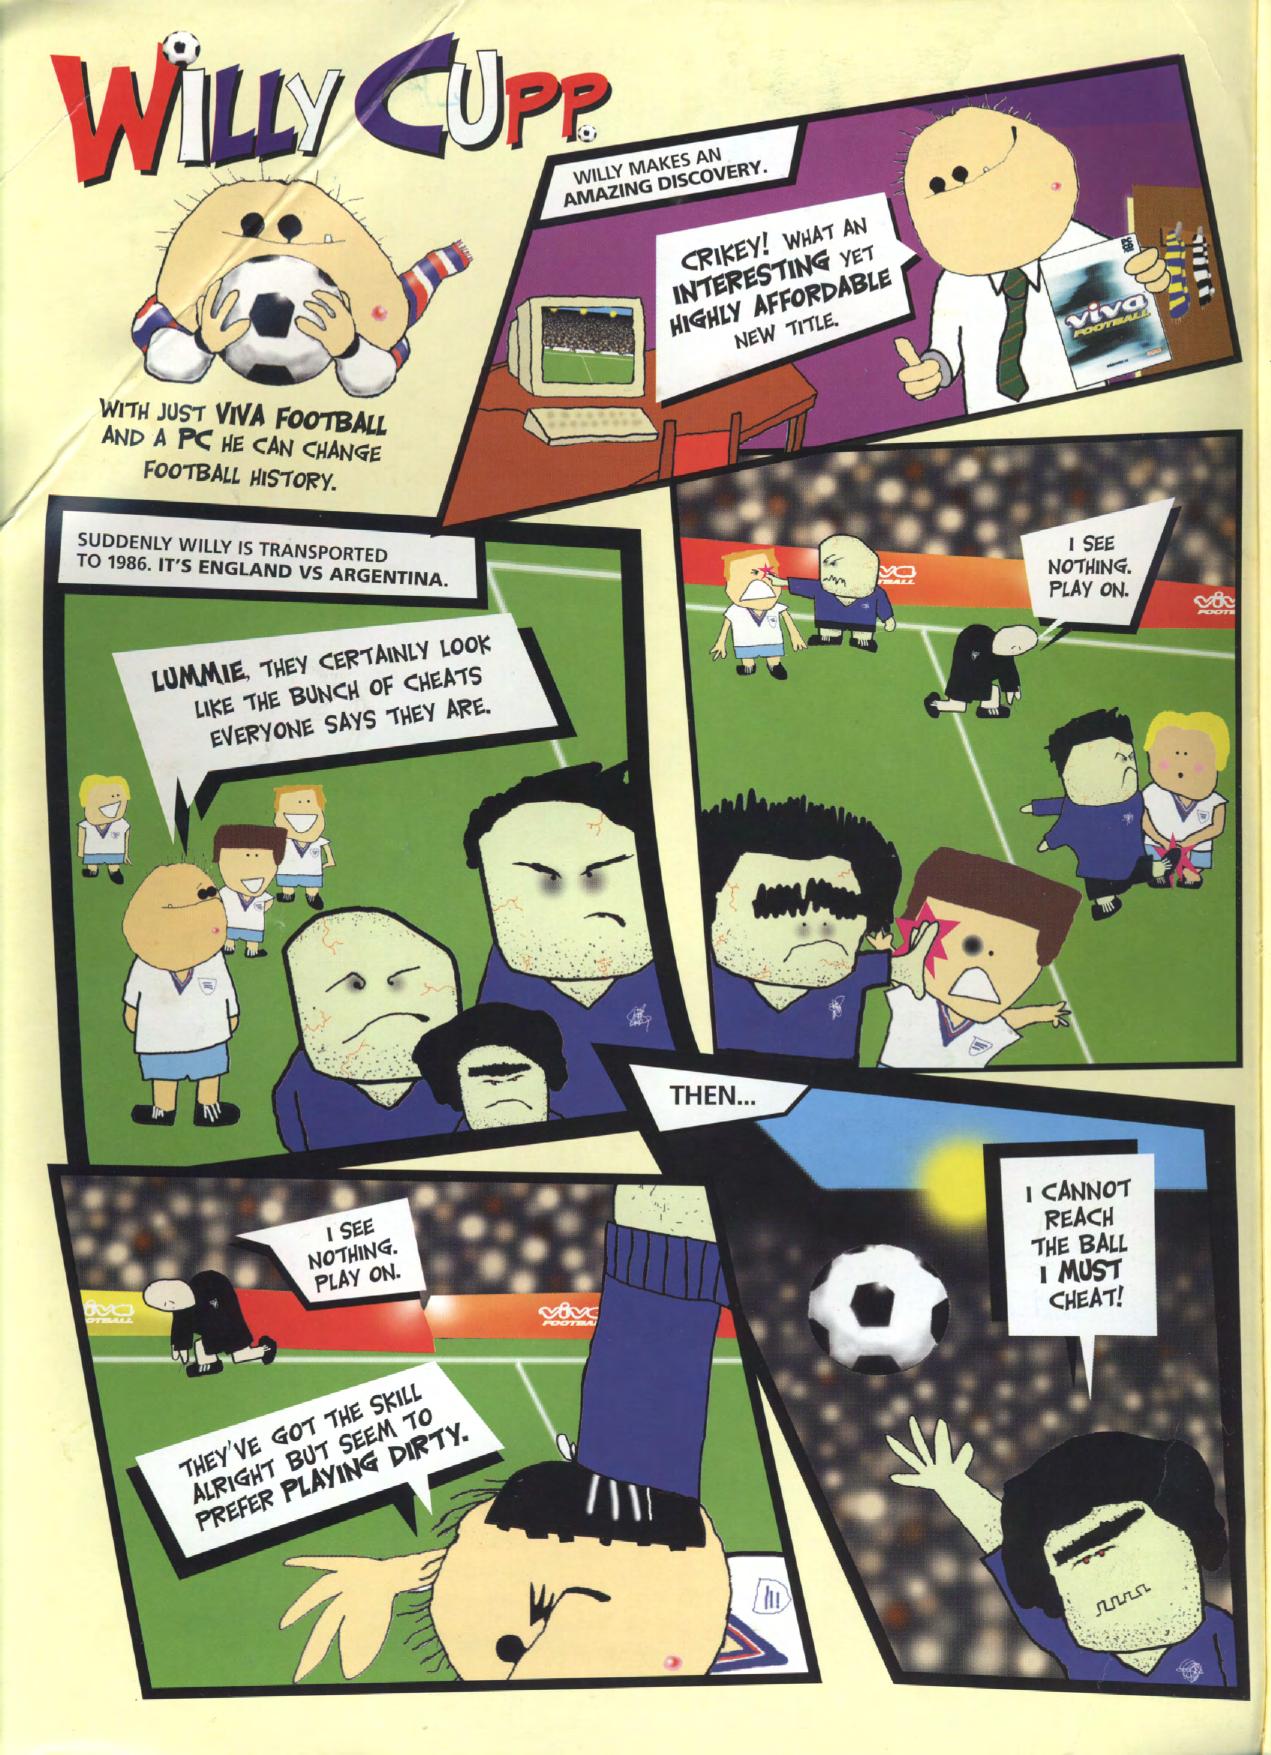 WILLY CUPP.
WITH JUST VIVA FOOTBALL
AND A PC HE CAN CHANGE
FOOTBALL HISTORY.
WILLY MAKES AN
AMAZING DISCOVERY.
CRIKEY! WHAT AN
INTERESTING YET
HIGHLY AFFORDABLE
NEW TITLE.
viva
FOOTBALL
SUDDENLY WILLY IS TRANSPORTED
TO 1986. IT'S ENGLAND VS ARGENTINA.
LUMMIE, THEY CERTAINLY LOOK
LIKE THE BUNCH OF CHEATS
EVERYONE SAYS THEY ARE.
I SEE
NOTHING.
PLAY ON.
THEN...
I SEE
NOTHING.
PLAY ON.
viva
FOOTBALL
THEY'VE GOT THE SKILL
ALRIGHT BUT SEEM TO
PREFER PLAYING DIRTY.
I CANNOT
REACH
THE BALL
I MUST
CHEAT!